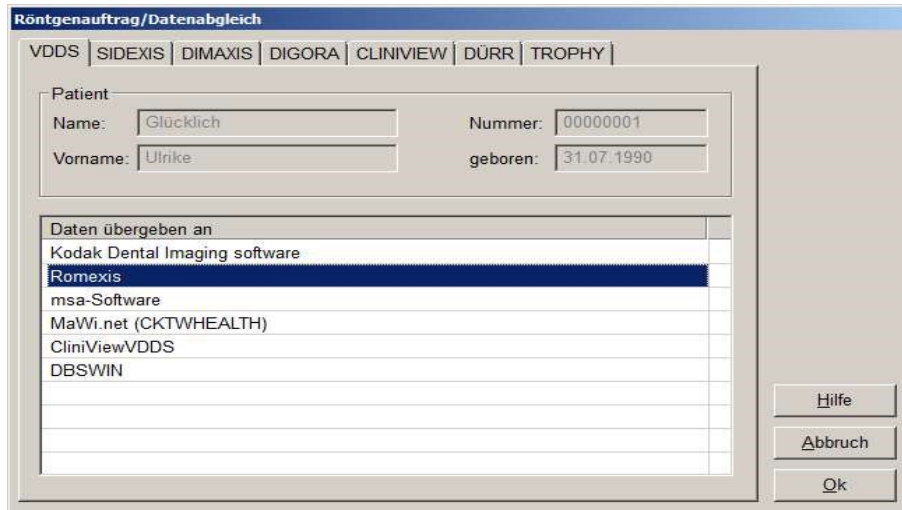 Röntgenauftrag/Datenabgleich
VDDS SIDEXIS DIMAXIS DIGORA CLINIVIEW DÜRR TROPHY
Patient
Name: Glücklich Nummer: 00000001
Vorname: Ulrike geboren: 31.07.1990
Daten übergeben an
Kodak Dental Imaging software
Romexis
msa-Software
MaWi.net (CKTWHEALTH)
CliniViewVDDS
DBSWIN
Hilfe
Abbruch
Ok